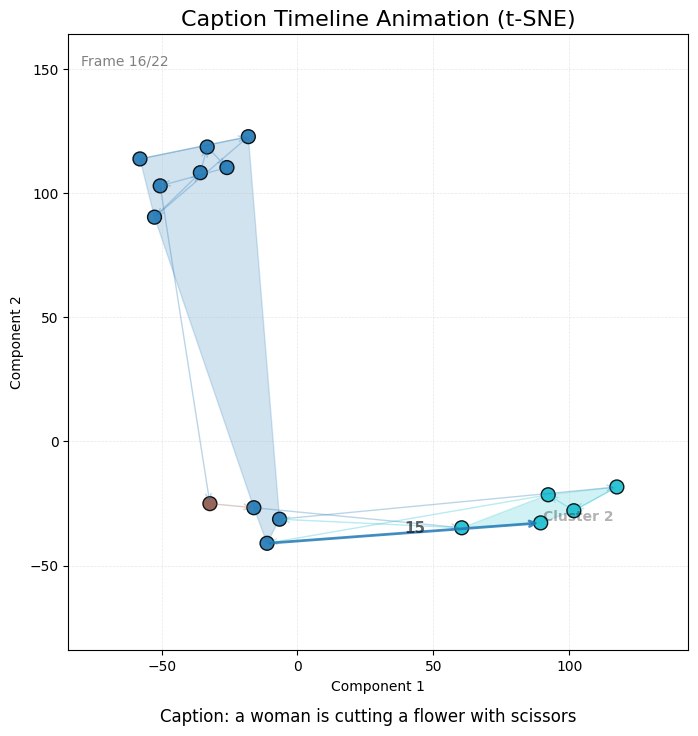 Caption Timeline Animation (t-SNE)
Frame 16/22
150
100
50
0
−50
Component 2
15
Cluster 2
−50
0
50
100
Component 1
Caption: a woman is cutting a flower with scissors